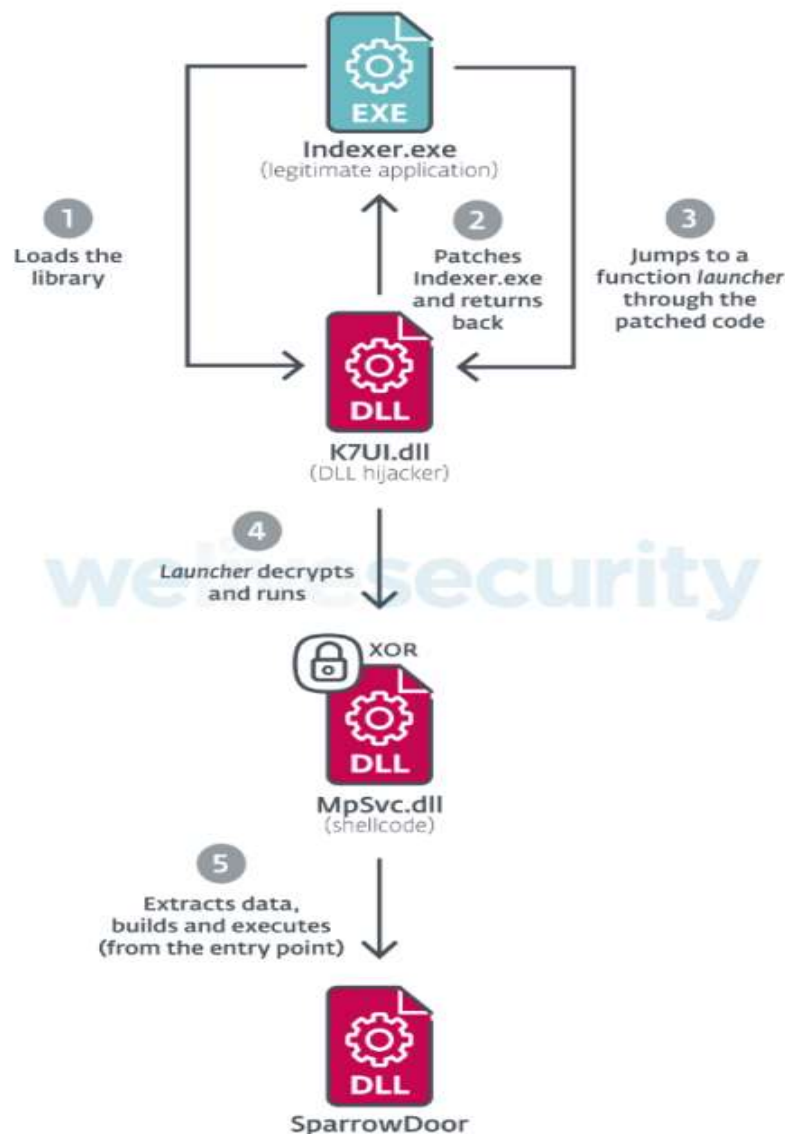 EXE
Indexer.exe
(legitimate application)
1
Loads the
library
2
Patches
Indexer.exe
and returns
back
3
Jumps to a
function launcher
through the
patched code
DLL
K7UI.dll
(DLL hijacker)
4
Launcher decrypts
and runs
welivesecurity
XOR
DLL
MpSvc.dll
(shellcode)
5
Extracts data,
builds and executes
(from the entry point)
DLL
SparrowDoor